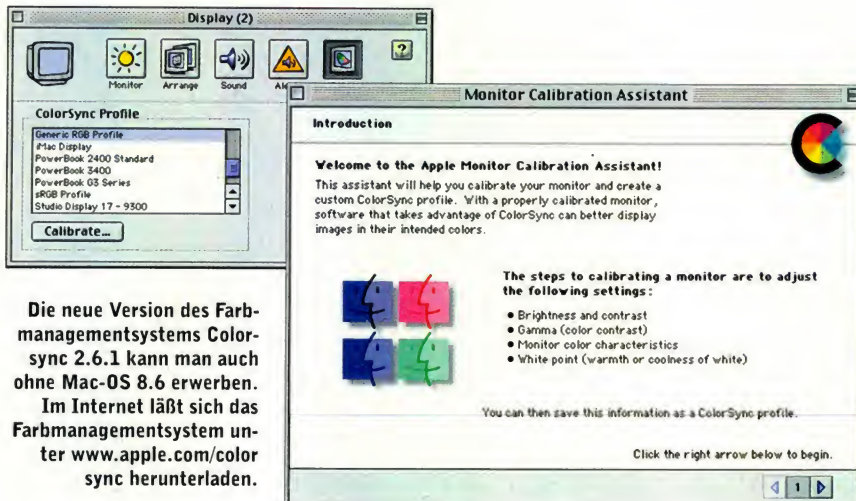 Display (2)
Monitor
Arrange
Sound
?
ColorSync Profile
Generic RGB Profile
iMac Display
PowerBook 2400 Standard
PowerBook 3400
PowerBook G3 Series
sRGB Profile
Studio Display 17 - 9300
Calibrate...
Monitor Calibration Assistant
Introduction
Welcome to the Apple Monitor Calibration Assistant!
This assistant will help you calibrate your monitor and create a
custom ColorSync profile. With a properly calibrated monitor,
software that takes advantage of ColorSync can better display
images in their intended colors.
The steps to calibrating a monitor are to adjust
the following settings:
• Brightness and contrast
• Gamma (color contrast)
• Monitor color characteristics
• White point (warmth or coolness of white)
You can then save this information as a ColorSync profile.
Click the right arrow below to begin.
1
Die neue Version des Farb-
managementsystems Color-
sync 2.6.1 kann man auch
ohne Mac-OS 8.6 erwerben.
Im Internet läßt sich das
Farbmanagementsystem un-
ter www.apple.com/color
sync herunterladen.